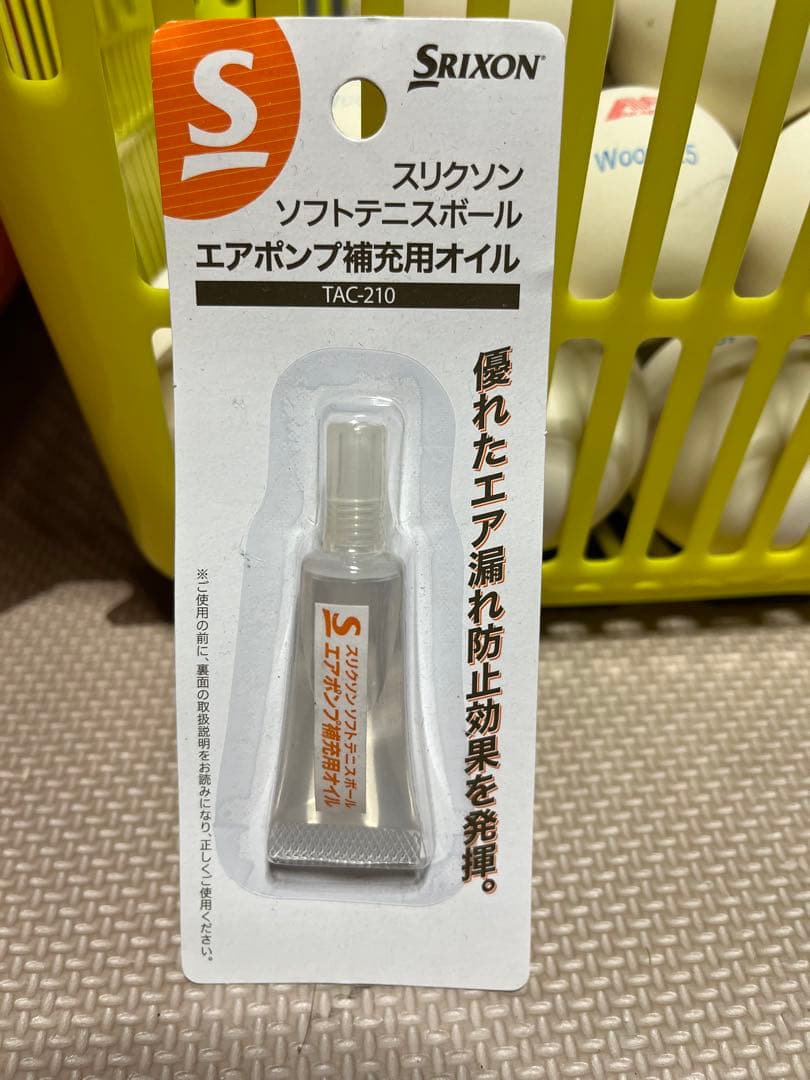 S
SRIXON
スリクソン
ソフトテニスボール
エアポンプ補充用オイル
TAC-210
優れたエア漏れ防止効果を発揮。
S
スリクソン ソフトテニスボール
エアポンプ補充用オイル
※ご使用の前に、裏面の取扱説明をお読みになり、正しくご使用ください。